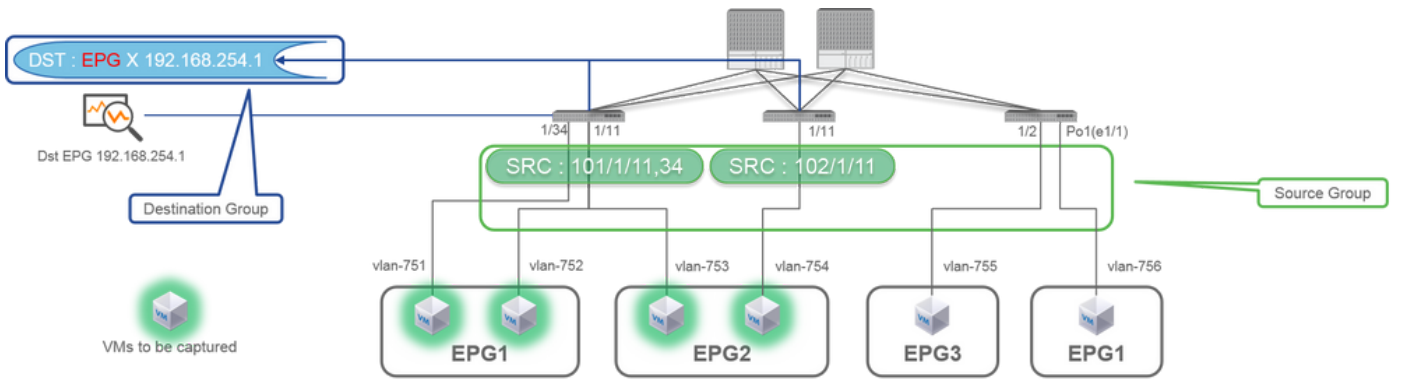 DST : EPG X 192.168.254.1
Dst EPG 192.168.254.1
Destination Group
1/34
1/11
1/11
1/2
Po1(e1/1)
SRC : 101/1/11,34
SRC : 102/1/11
Source Group
vlan-751
vlan-752
vlan-753
vlan-754
vlan-755
vlan-756
VM
VM
VM
VM
VM
VM
VM
VMs to be captured
EPG1
EPG2
EPG3
EPG1